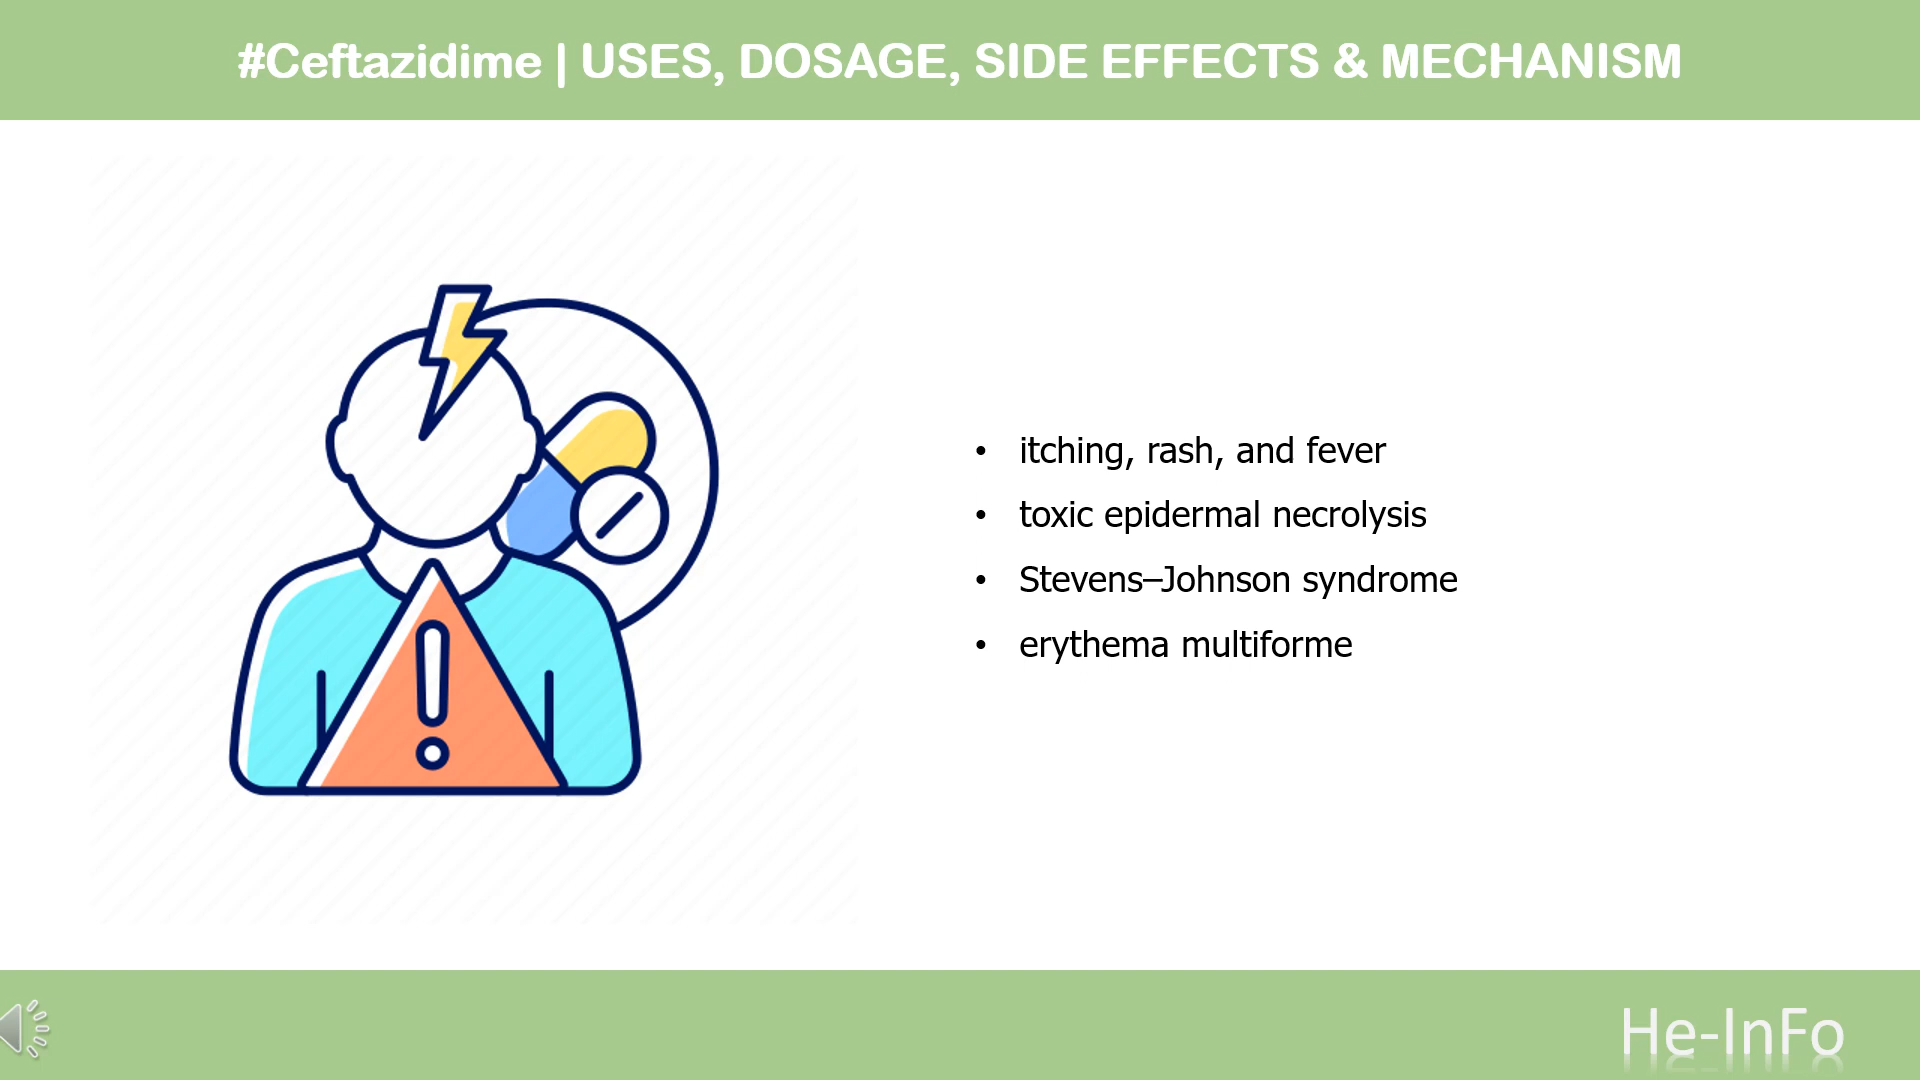 #Ceftazidime | USES, DOSAGE, SIDE EFFECTS & MECHANISM
• itching, rash, and fever
• toxic epidermal necrolysis
• Stevens–Johnson syndrome
• erythema multiforme
He-InFo